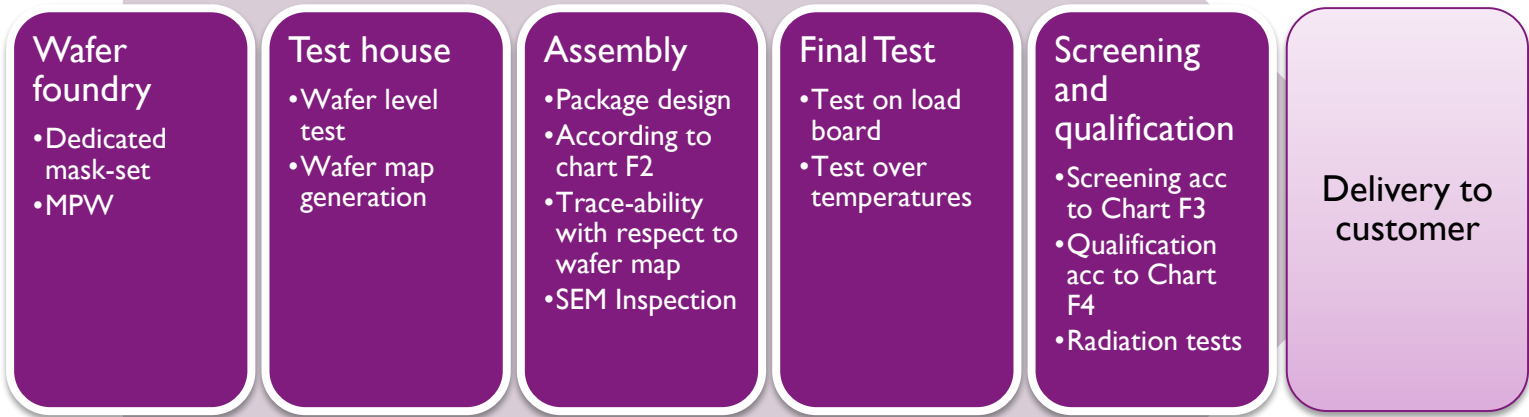 Wafer
foundry
•Dedicated
mask-set
•MPW
Test house
•Wafer level
test
•Wafer map
generation
Assembly
•Package design
•According to
chart F2
•Trace-ability
with respect to
wafer map
•SEM Inspection
Final Test
•Test on load
board
•Test over
temperatures
Screening
and
qualification
•Screening acc
to Chart F3
•Qualification
acc to Chart
F4
•Radiation tests
Delivery to
customer